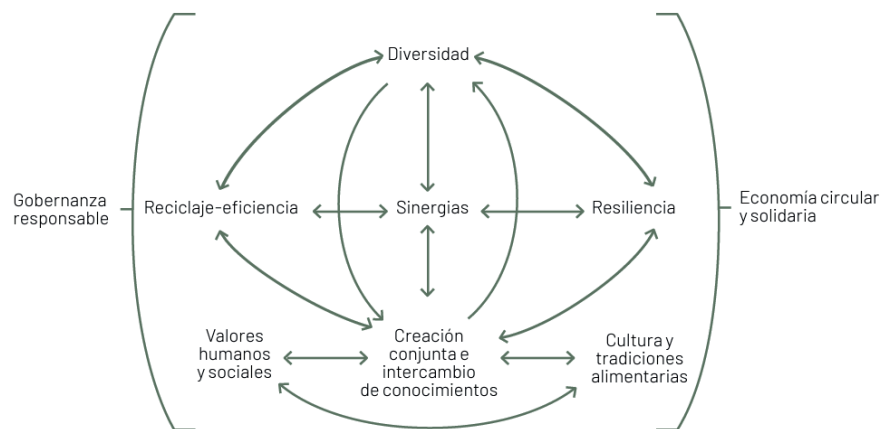 Diversidad
Gobernanza
responsable
Reciclaje-eficiencia
Sinergias
Resiliencia
Economía circular
y solidaria
Valores
humanos
y sociales
Creación
conjunta e
intercambio
de conocimientos
Cultura y
tradiciones
alimentarias